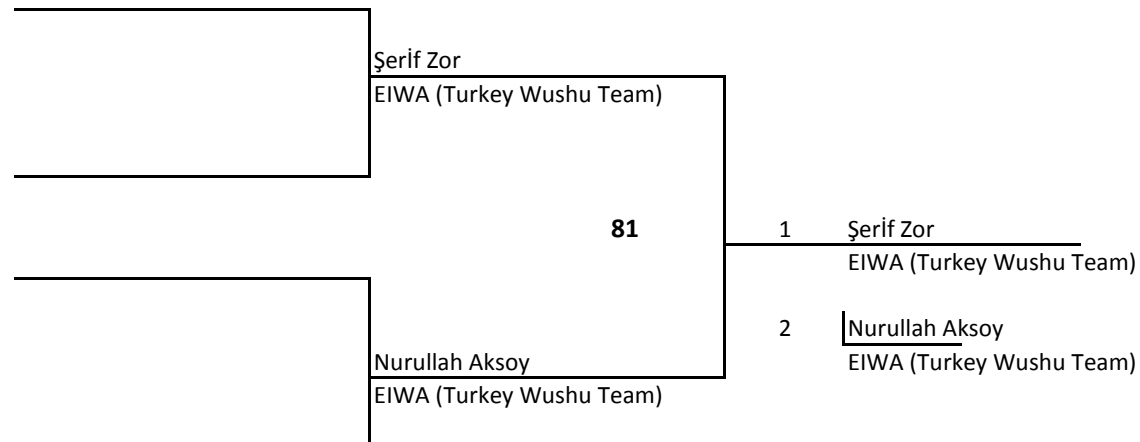 Şerİf Zor
EIWA (Turkey Wushu Team)
81
1 Şerİf Zor
EIWA (Turkey Wushu Team)
2 Nurullah Aksoy
EIWA (Turkey Wushu Team)
Nurullah Aksoy
EIWA (Turkey Wushu Team)